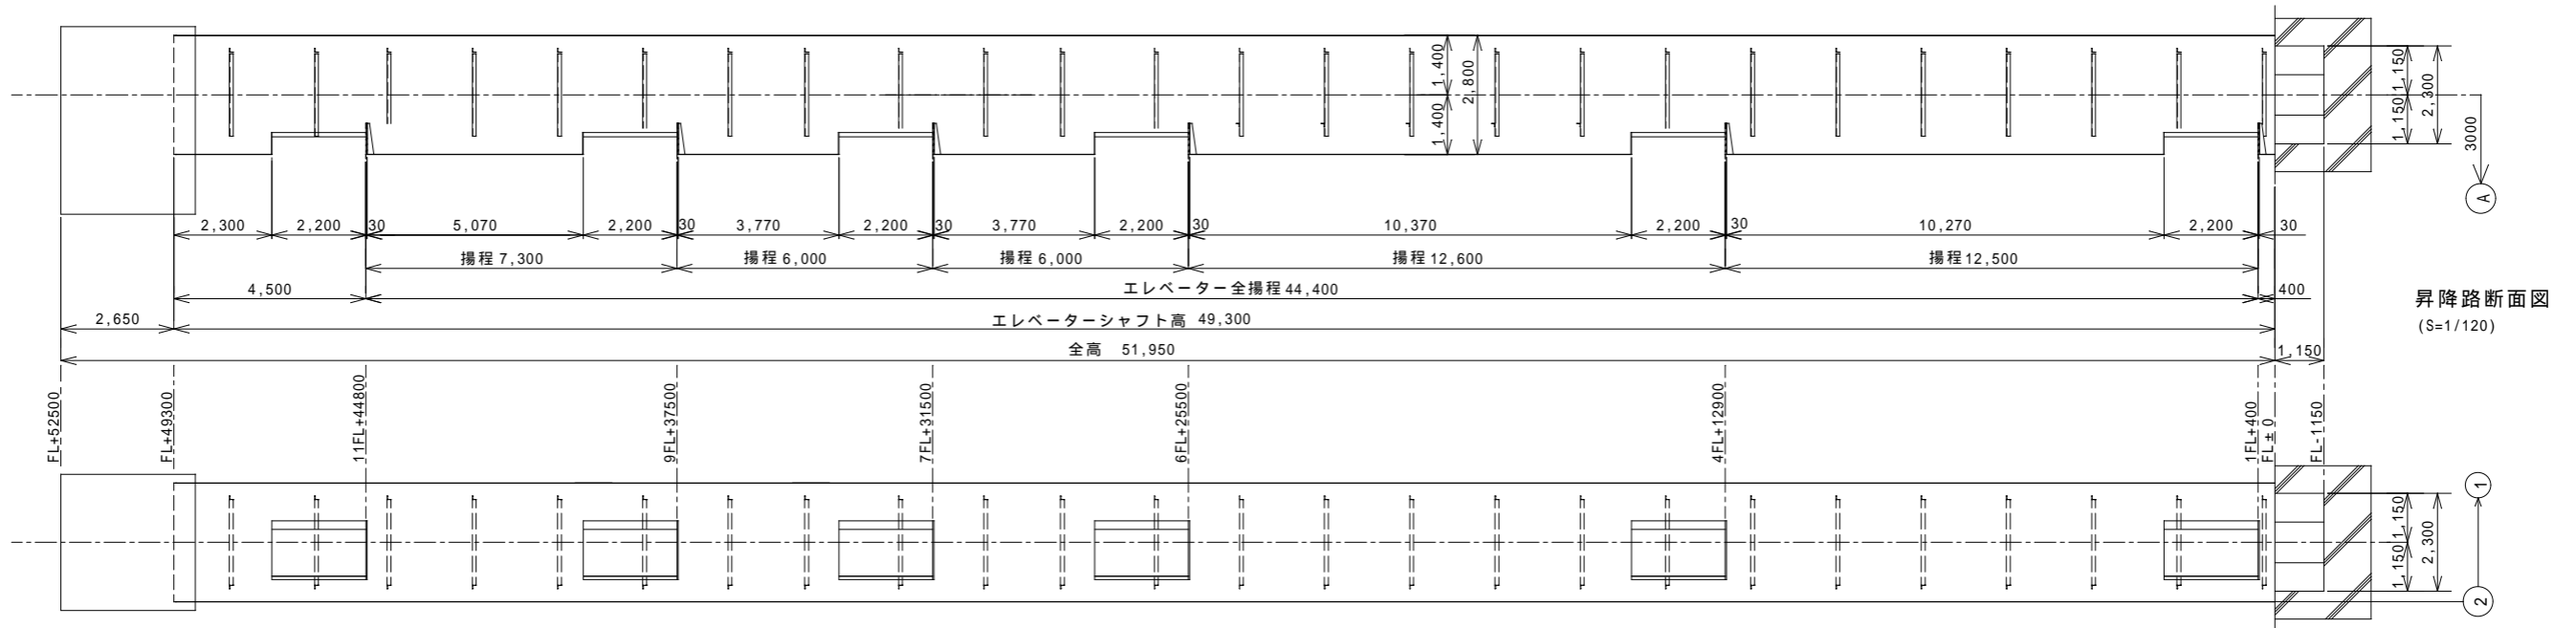 1,400
1,400
2,800
1,150
1,150
2,300
3000
A
2,300
2,200
30
5,070
2,200
30
3,770
2,200
30
3,770
2,200
30
10,370
2,200
30
10,270
2,200
30
揚程 7,300
揚程 6,000
揚程 6,000
揚程 12,600
揚程 12,500
4,500
エレベーター全揚程 44,400
400
昇降路断面図
(S=1/120)
2,650
エレベーターシャフト高 49,300
全高 51,950
1,150
FL+52500
FL+49300
11FL+44800
9FL+37500
7FL+31500
6FL+25500
4FL+12900
1FL+400
FL±0
FL-1150
1,150
1,150
2,300
1
2